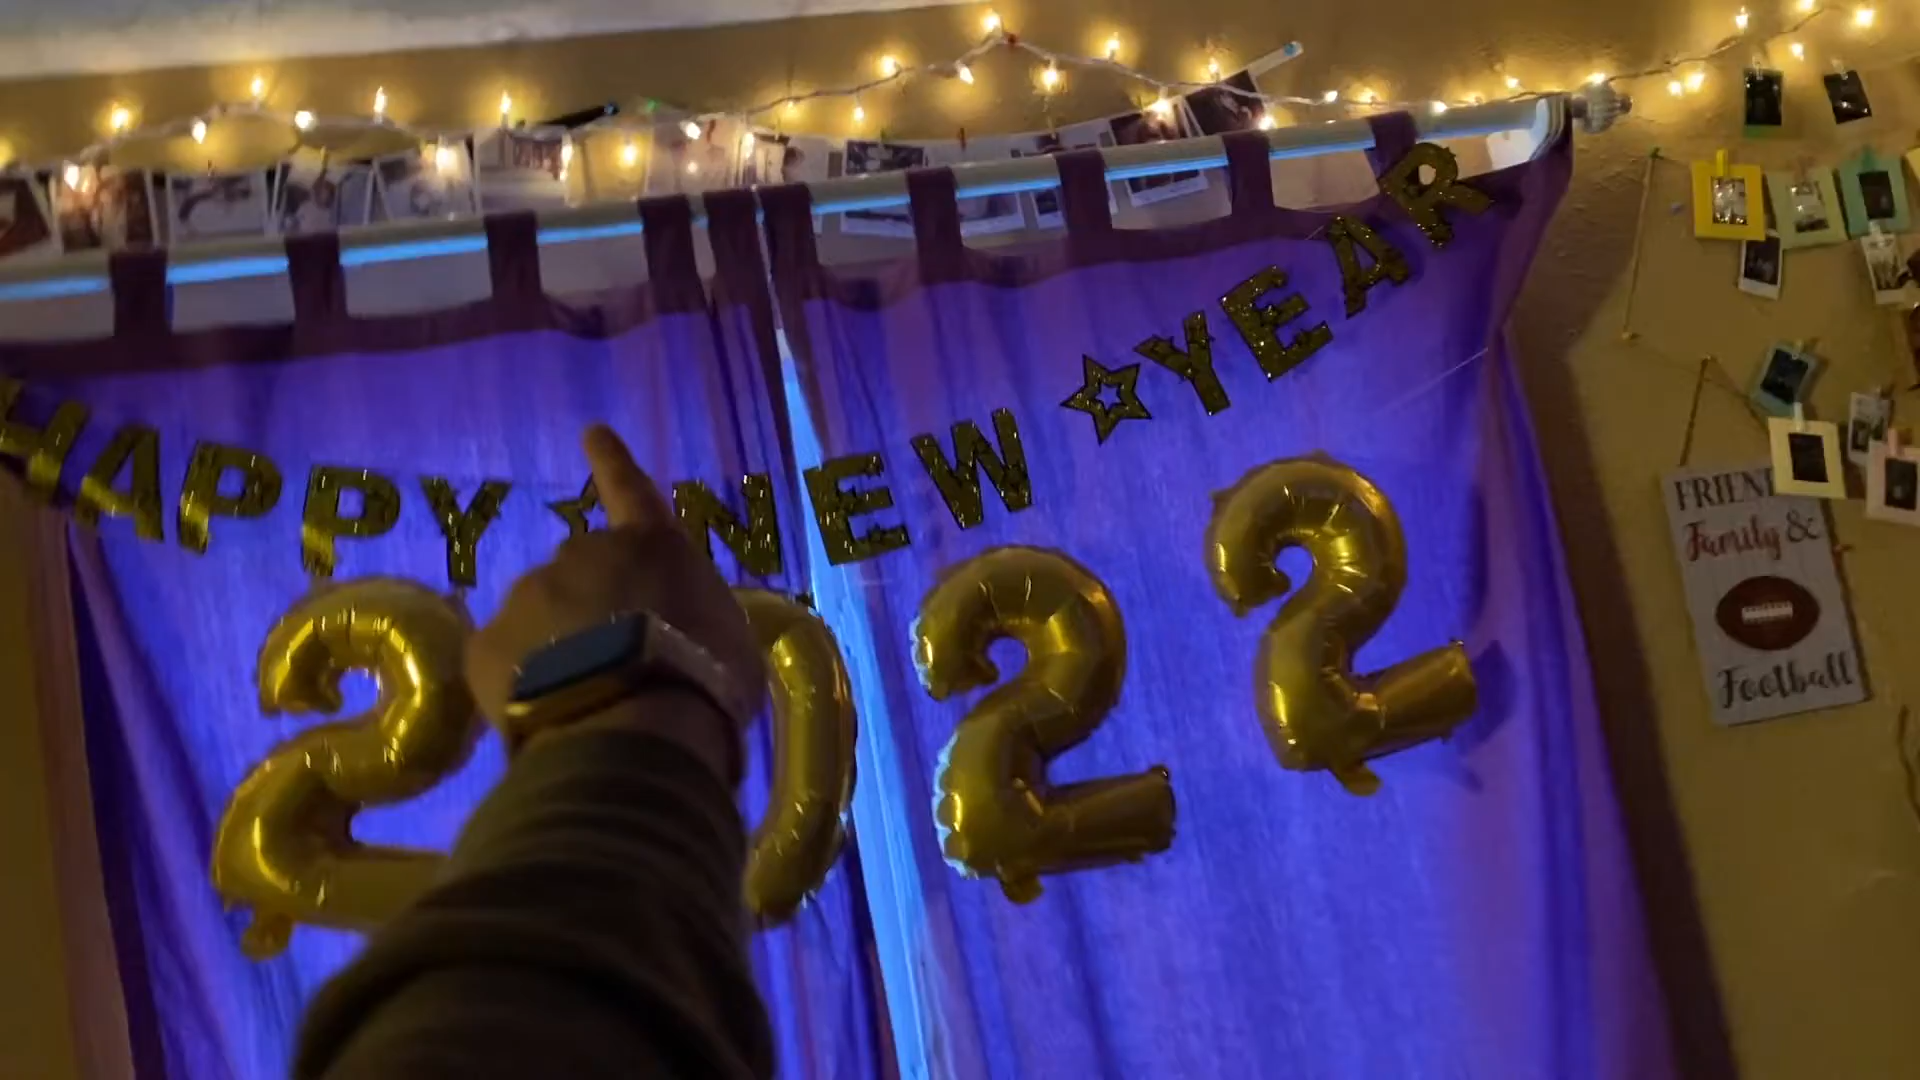 HAPPY NEW YEAR
2022
FRIEN
Family &
Football